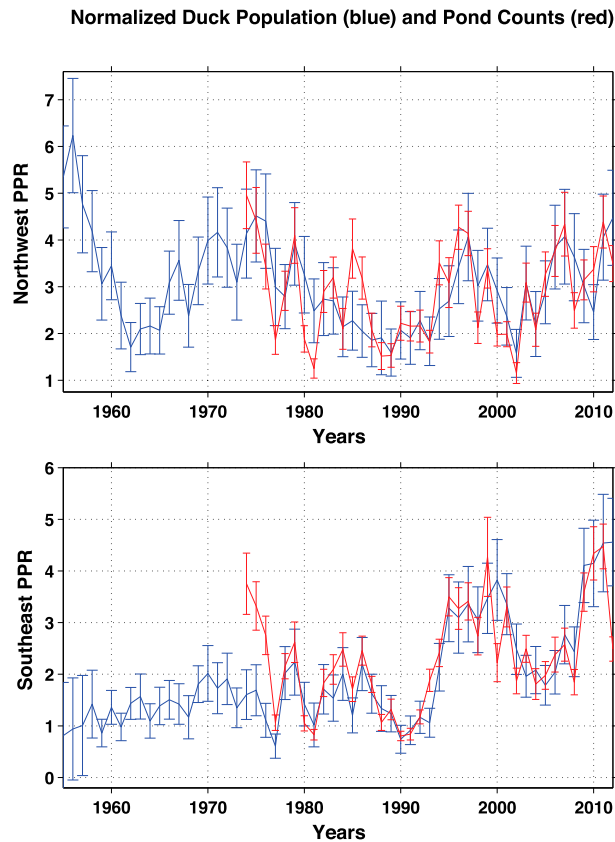 Normalized Duck Population (blue) and Pond Counts (red)
7
6
5
4
3
2
1
Northwest PPR
1960 1970 1980 1990 2000 2010
Years
6
5
4
3
2
1
0
Southeast PPR
1960 1970 1980 1990 2000 2010
Years